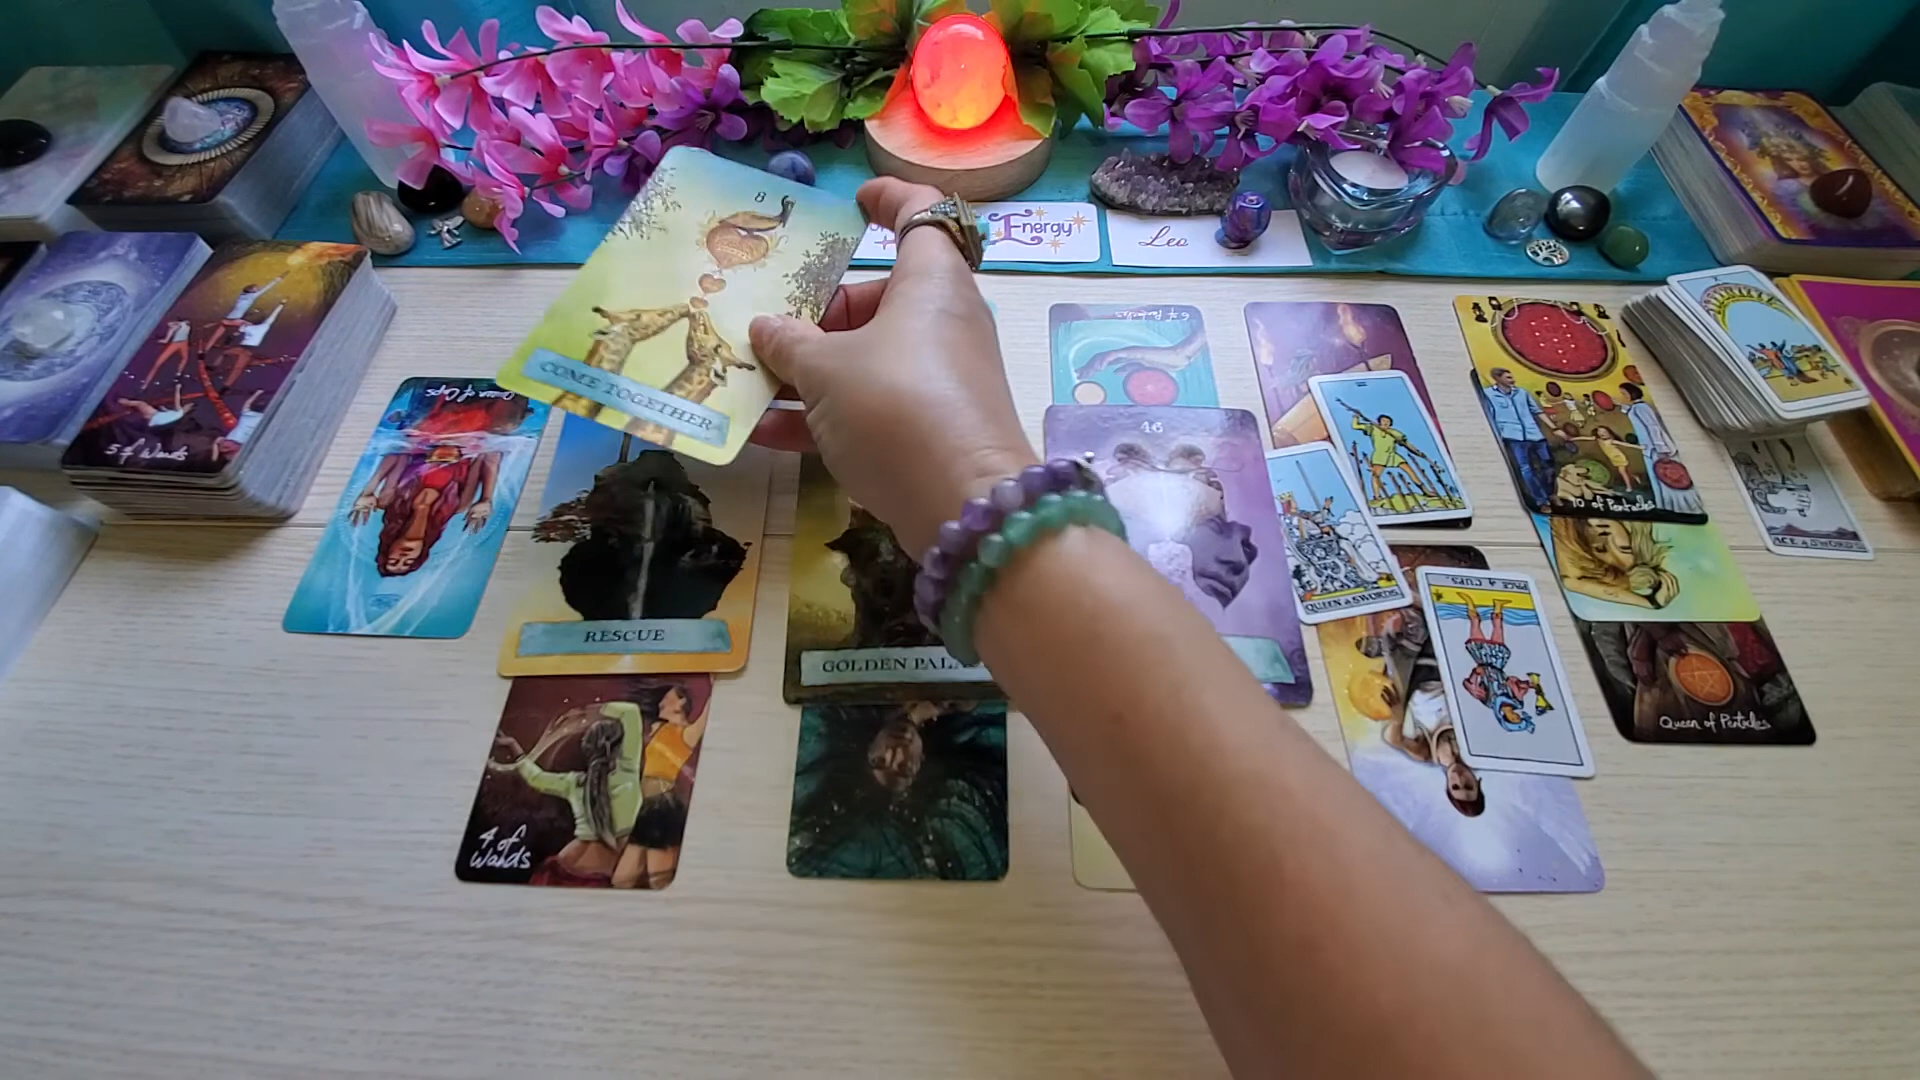 8
COME TOGETHER
Energy
Leo
5 of Wands
Queen of Cups
RESCUE
GOLDEN PALA
4 of
Wands
6 of Pentacles
46
QUEEN of SWORDS
10 of Pentacles
ACE of SWORDS
PAGE of CUPS.
Queen of Pentacles